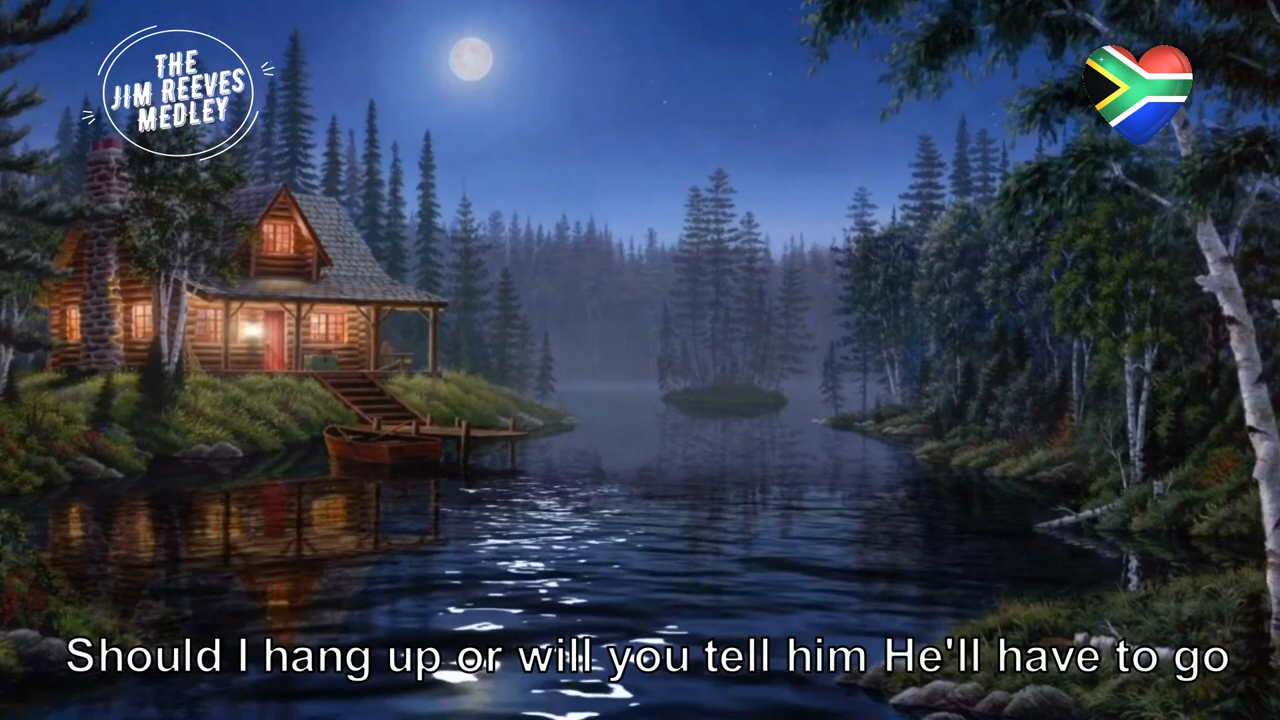 THE
JIM REEVES
MEDLEY
Should I hang up or will you tell him He'll have to go